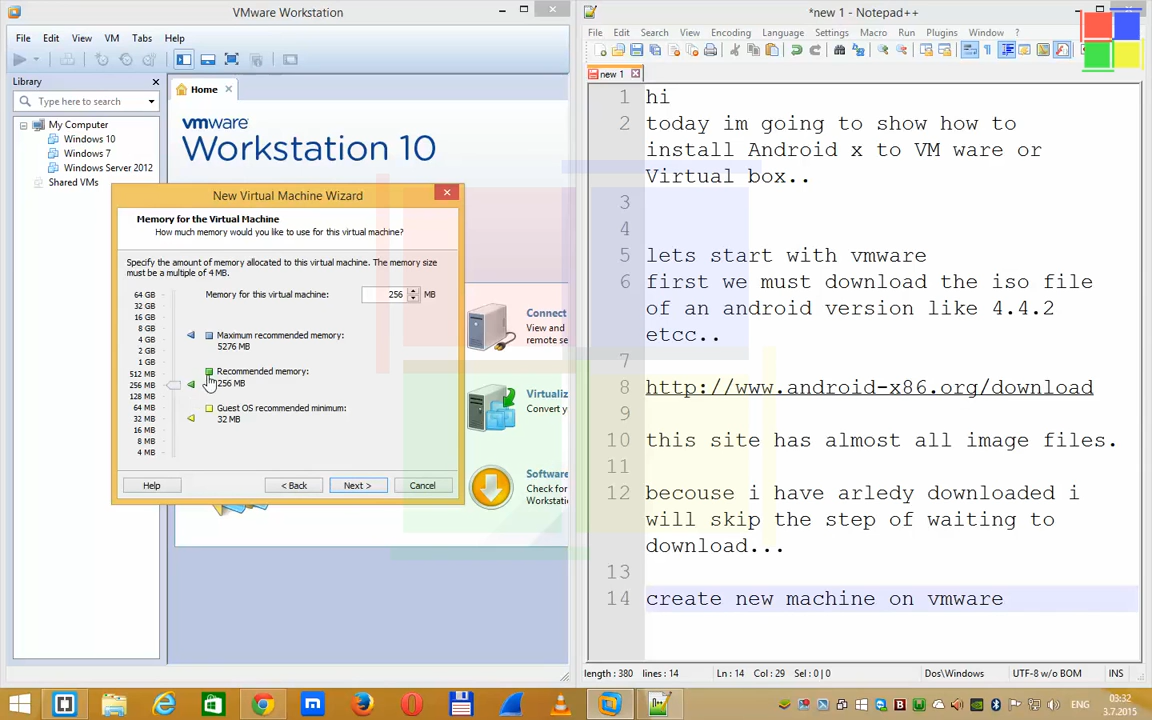 VMware Workstation
File Edit View VM Tabs Help
Library
Type here to search
My Computer
Windows 10
Windows 7
Windows Server 2012
Shared VMs
Home
vmware
Workstation 10
New Virtual Machine Wizard
Memory for the Virtual Machine
How much memory would you like to use for this virtual machine?
Specify the amount of memory allocated to this virtual machine. The memory size
must be a multiple of 4 MB.
Memory for this virtual machine: 256 MB
64 GB
32 GB
16 GB
8 GB
4 GB
2 GB
1 GB
512 MB
256 MB
128 MB
64 MB
32 MB
16 MB
8 MB
4 MB
Maximum recommended memory:
5276 MB
Recommended memory:
256 MB
Guest OS recommended minimum:
32 MB
Help < Back Next > Cancel
Connect
View and
remote se
Virtualiz
Convert yo
Software
Check for
Workstatio
*new 1 - Notepad++
File Edit Search View Encoding Language Settings Macro Run Plugins Window ?
new 1
1 hi
2 today im going to show how to
install Android x to VM ware or
Virtual box..
3
4
5 lets start with vmware
6 first we must download the iso file
of an android version like 4.4.2
etcc..
7
8 http://www.android-x86.org/download
9
10 this site has almost all image files.
11
12 becouse i have arledy downloaded i
will skip the step of waiting to
download...
13
14 create new machine on vmware
length : 380 lines : 14 Ln : 14 Col : 29 Dos\Windows UTF-8 w/o BOM INS
ENG
03:32
3.7.2015